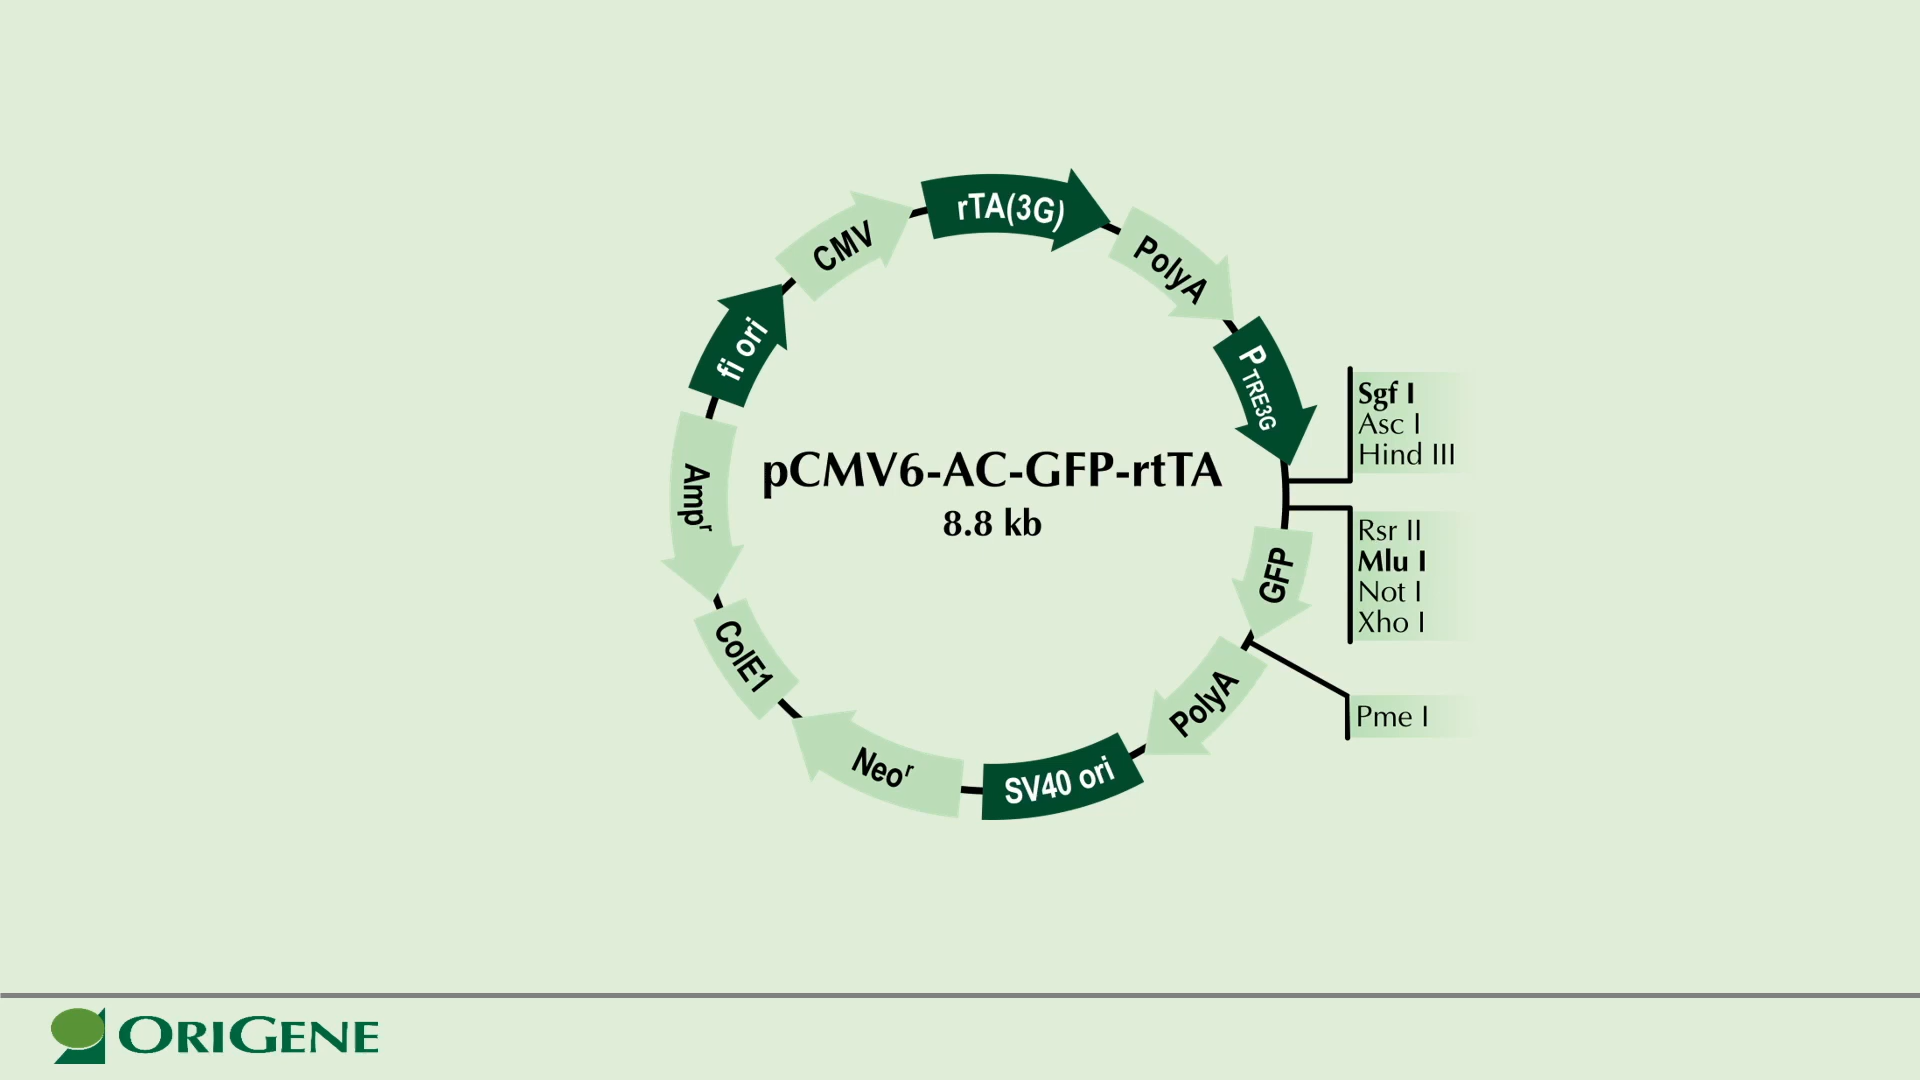 rTA(3G)
CMV
PolyA
fi ori
P TRE3G
Sgf I
Asc I
Hind III
Ampr
pCMV6-AC-GFP-rtTA
8.8 kb
Rsr II
Mlu I
Not I
Xho I
GFP
ColE1
PolyA
Pme I
Neor
SV40 ori
ORIGENE